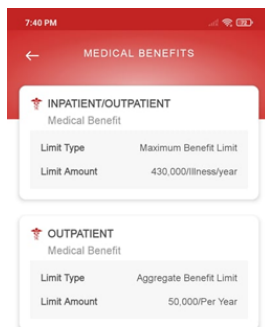 7:40 PM
MEDICAL BENEFITS
INPATIENT/OUTPATIENT
Medical Benefit
Limit Type Maximum Benefit Limit
Limit Amount 430,000/Illness/year
OUTPATIENT
Medical Benefit
Limit Type Aggregate Benefit Limit
Limit Amount 50,000/Per Year